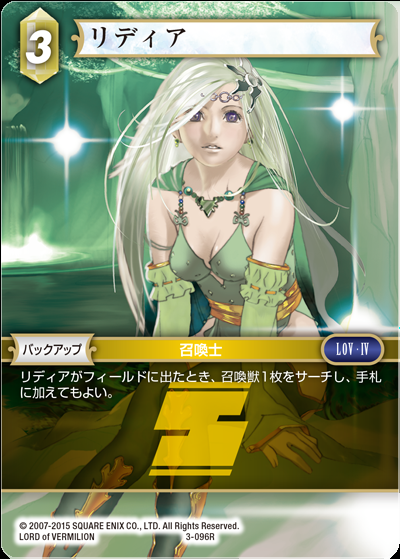 3
リディア
バックアップ
召喚士
LOV-IV
リディアがフィールドに出たとき、召喚獣1枚をサーチし、手札
に加えてもよい。
© 2007-2015 SQUARE ENIX CO., LTD. All Rights Reserved.
LORD of VERMILION
3-096R